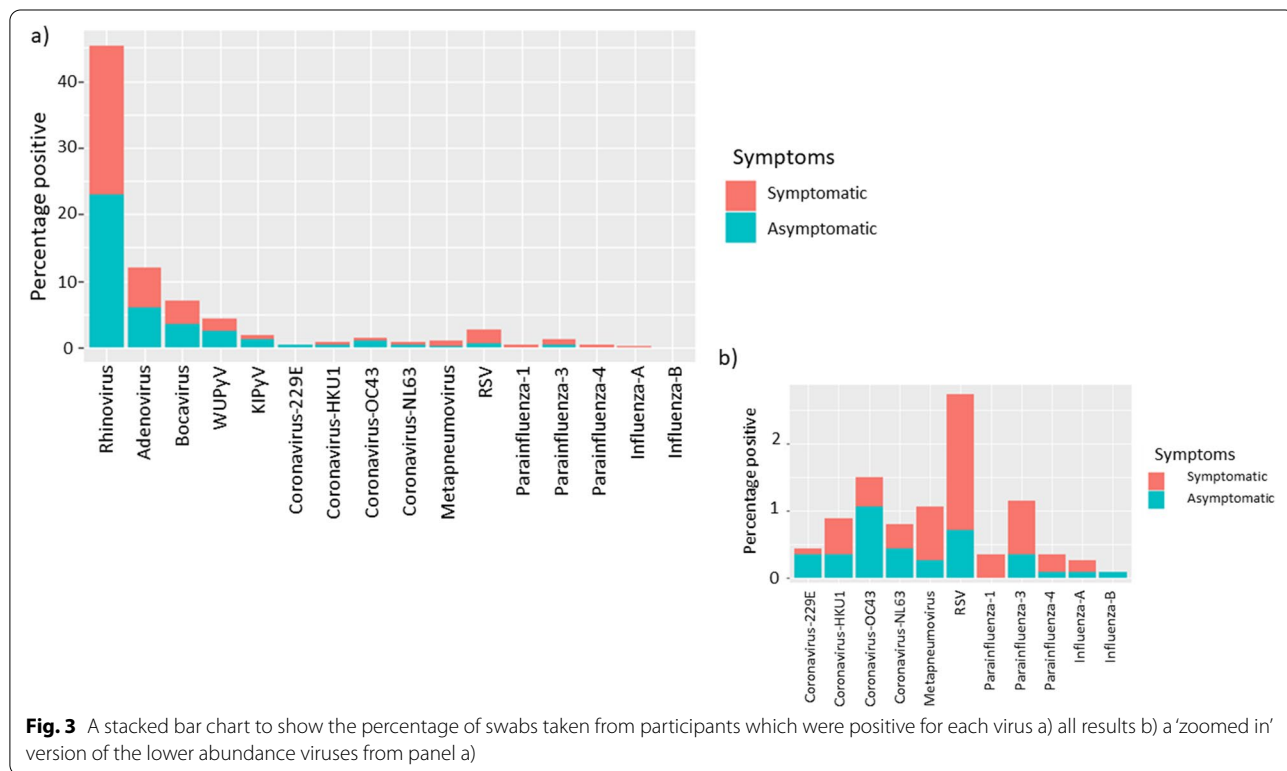 a)
Percentage positive
40
30
20
10
0
Rhinovirus
Adenovirus
Bocavirus
WUPyV
KIPyV
Coronavirus-229E
Coronavirus-HKU1
Coronavirus-OC43
Coronavirus-NL63
Metapneumovirus
RSV
Parainfluenza-1
Parainfluenza-3
Parainfluenza-4
Influenza-A
Influenza-B
Symptoms
Symptomatic
Asymptomatic
b)
Percentage positive
2
1
0
Coronavirus-229E
Coronavirus-HKU1
Coronavirus-OC43
Coronavirus-NL63
Metapneumovirus
RSV
Parainfluenza-1
Parainfluenza-3
Parainfluenza-4
Influenza-A
Influenza-B
Symptoms
Symptomatic
Asymptomatic
Fig. 3 A stacked bar chart to show the percentage of swabs taken from participants which were positive for each virus a) all results b) a ‘zoomed in’
version of the lower abundance viruses from panel a)